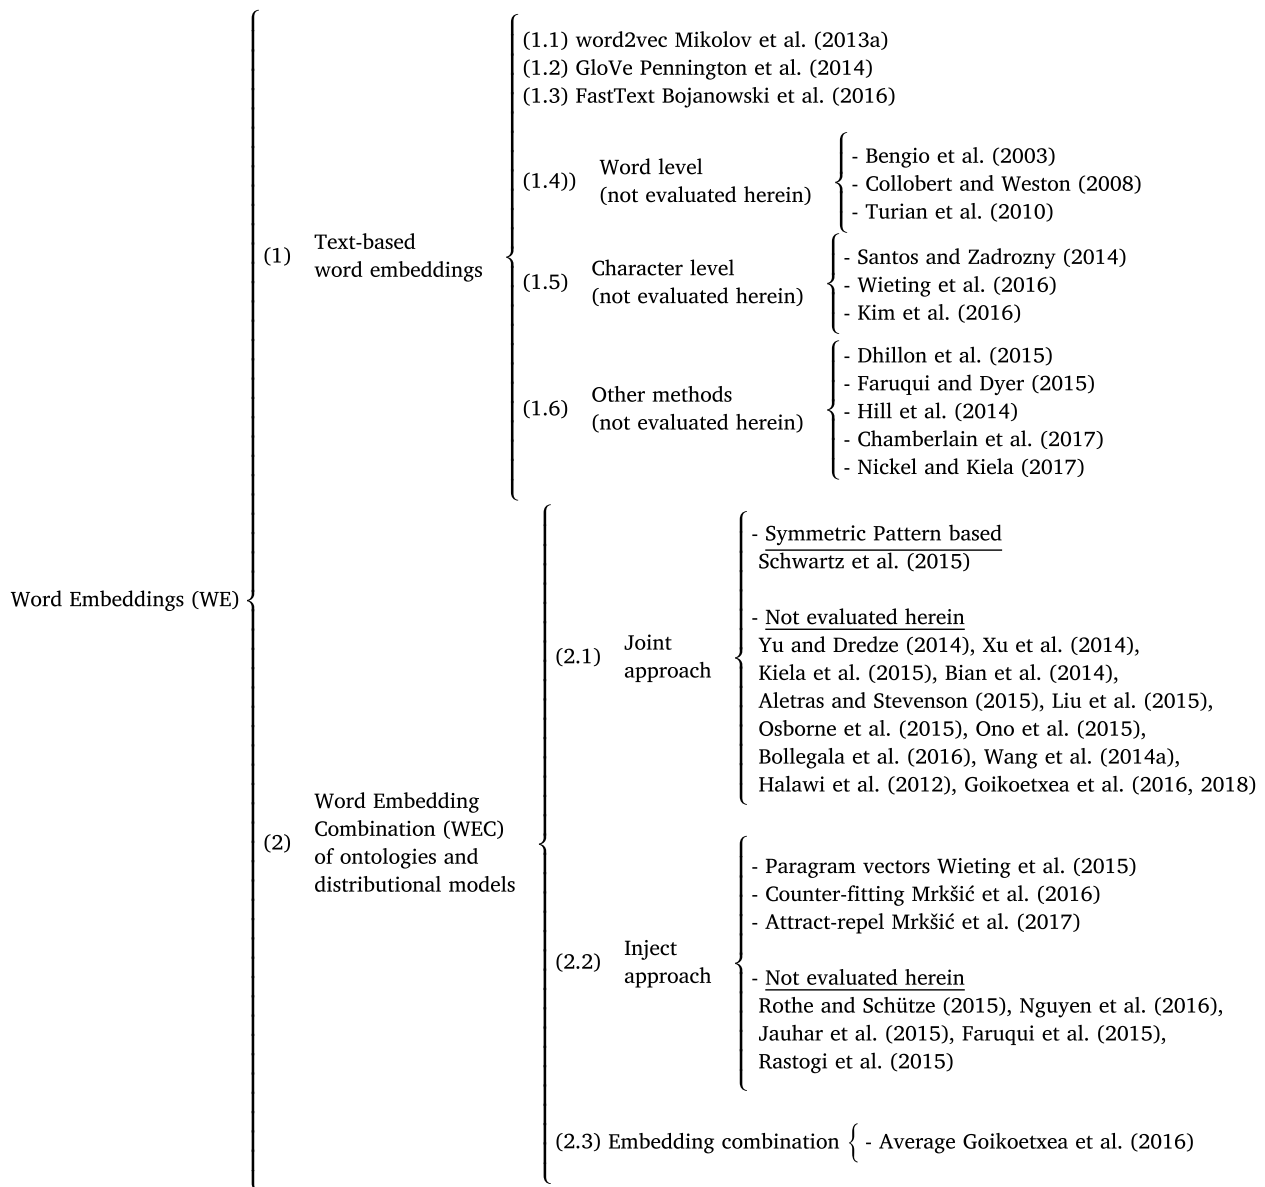 Word Embeddings (WE)
(1) Text-based
word embeddings
(1.1) word2vec Mikolov et al. (2013a)
(1.2) GloVe Pennington et al. (2014)
(1.3) FastText Bojanowski et al. (2016)
(1.4)) Word level
(not evaluated herein)
- Bengio et al. (2003)
- Collobert and Weston (2008)
- Turian et al. (2010)
(1.5) Character level
(not evaluated herein)
- Santos and Zadrozny (2014)
- Wieting et al. (2016)
- Kim et al. (2016)
(1.6) Other methods
(not evaluated herein)
- Dhillon et al. (2015)
- Faruqui and Dyer (2015)
- Hill et al. (2014)
- Chamberlain et al. (2017)
- Nickel and Kiela (2017)
(2) Word Embedding
Combination (WEC)
of ontologies and
distributional models
(2.1) Joint
approach
- Symmetric Pattern based
Schwartz et al. (2015)
- Not evaluated herein
Yu and Dredze (2014), Xu et al. (2014),
Kiela et al. (2015), Bian et al. (2014),
Aletras and Stevenson (2015), Liu et al. (2015),
Osborne et al. (2015), Ono et al. (2015),
Bollegala et al. (2016), Wang et al. (2014a),
Halawi et al. (2012), Goikoetxea et al. (2016, 2018)
(2.2) Inject
approach
- Paragram vectors Wieting et al. (2015)
- Counter-fitting Mrkšić et al. (2016)
- Attract-repel Mrkšić et al. (2017)
- Not evaluated herein
Rothe and Schütze (2015), Nguyen et al. (2016),
Jauhar et al. (2015), Faruqui et al. (2015),
Rastogi et al. (2015)
(2.3) Embedding combination
- Average Goikoetxea et al. (2016)